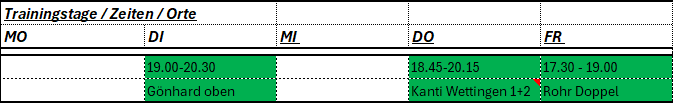 Trainingstage / Zeiten / Orte
MO DI MI DO FR
19.00-20.30 18.45-20.15 17.30 - 19.00
Gönhard oben Kanti Wettingen 1+2 Rohr Doppel